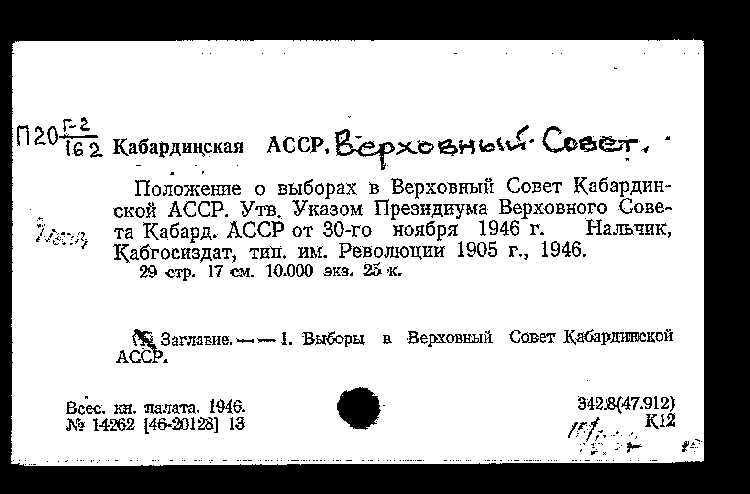 П20 Г-2/162 Кабардинская АССР. Верховный Совет.
Положение о выборах в Верховный Совет Кабардин-
ской АССР. Утв. Указом Президиума Верховного Сове-
та Кабард. АССР от 30-го ноября 1946 г. Нальчик,
Кабгосиздат, тип. им. Революции 1905 г., 1946.
29 стр. 17 см. 10.000 экз. 25 к.
Заглавие. — — 1. Выборы в Верховный Совет Кабардинской
АССР.
Всес. кн. палата. 1946.
№ 14262 [46-20128] 13
342.8(47.912)
К12